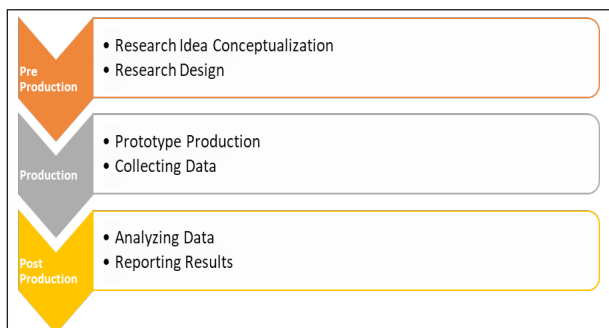 Pre
Production
• Research Idea Conceptualization
• Research Design
Production
• Prototype Production
• Collecting Data
Post
Production
• Analyzing Data
• Reporting Results